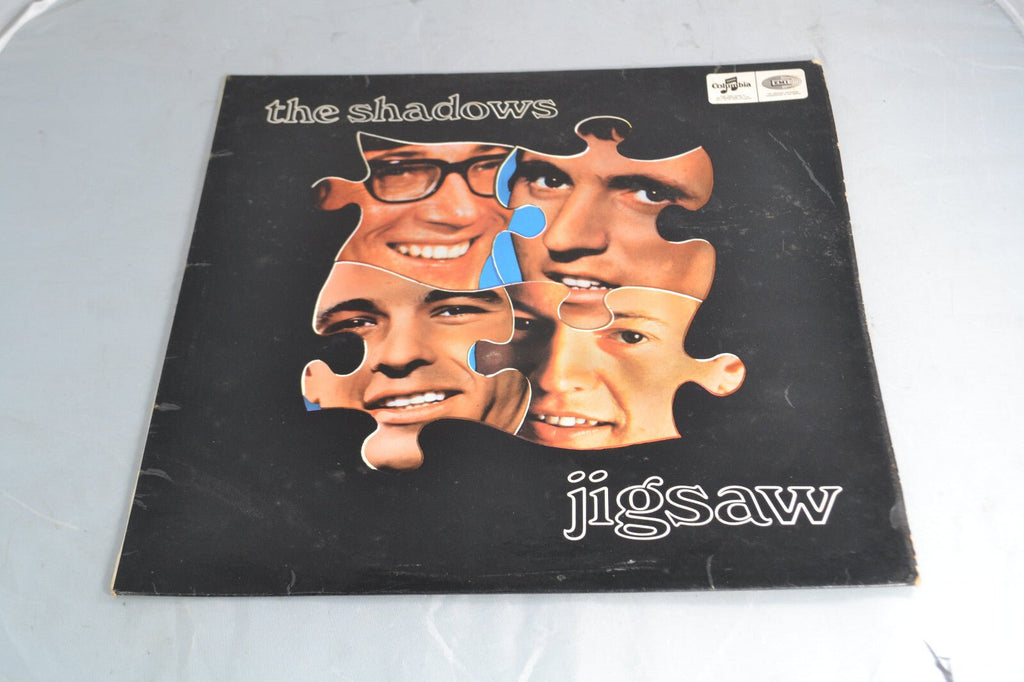 the shadows
Columbia
EMI
jigsaw